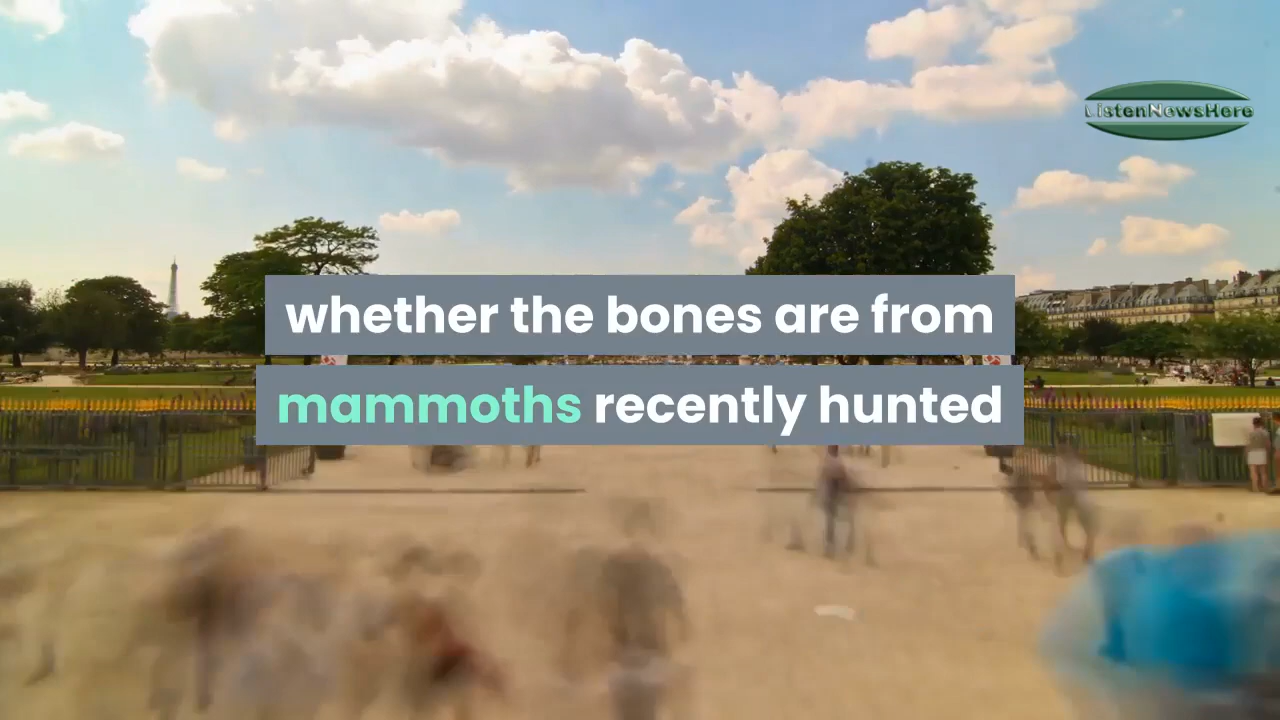 ListenNewsHere
whether the bones are from
mammoths recently hunted